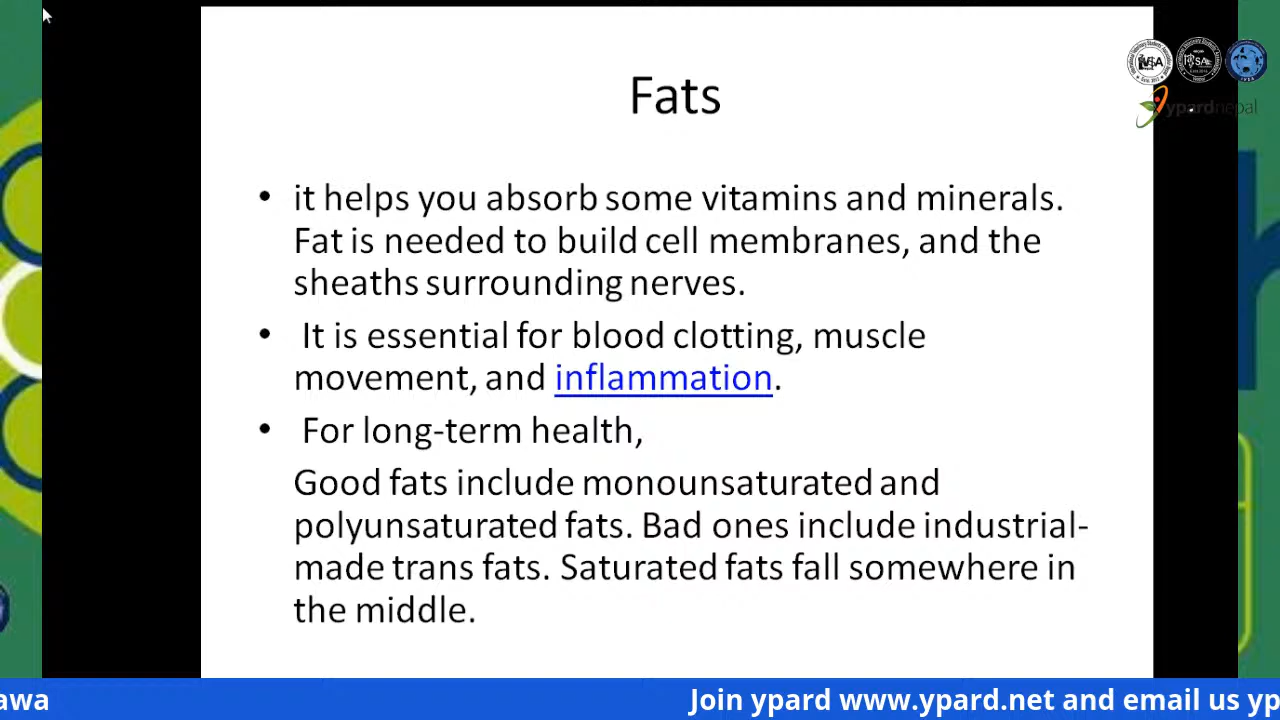 Fats
• it helps you absorb some vitamins and minerals.
Fat is needed to build cell membranes, and the
sheaths surrounding nerves.
• It is essential for blood clotting, muscle
movement, and inflammation.
• For long-term health,
Good fats include monounsaturated and
polyunsaturated fats. Bad ones include industrial-
made trans fats. Saturated fats fall somewhere in
the middle.
ypardnepal
awa
Join ypard www.ypard.net and email us yp